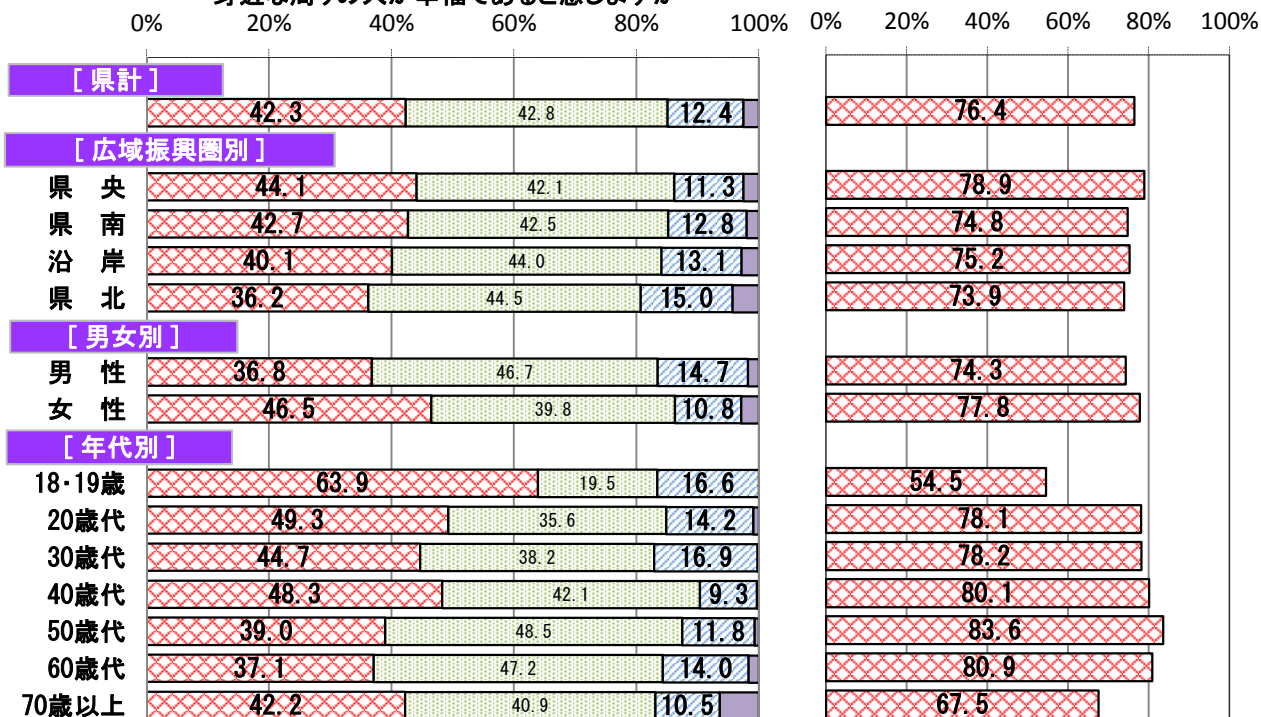 0% 20% 40% 60% 80% 100% 0% 20% 40% 60% 80% 100%
[ 県計 ]
42.3 42.8 12.4 76.4
[ 広域振興圏別 ]
県 央 44.1 42.1 11.3 78.9
県 南 42.7 42.5 12.8 74.8
沿 岸 40.1 44.0 13.1 75.2
県 北 36.2 44.5 15.0 73.9
[ 男女別 ]
男 性 36.8 46.7 14.7 74.3
女 性 46.5 39.8 10.8 77.8
[ 年代別 ]
18・19歳 63.9 19.5 16.6 54.5
20歳代 49.3 35.6 14.2 78.1
30歳代 44.7 38.2 16.9 78.2
40歳代 48.3 42.1 9.3 80.1
50歳代 39.0 48.5 11.8 83.6
60歳代 37.1 47.2 14.0 80.9
70歳以上 42.2 40.9 10.5 67.5